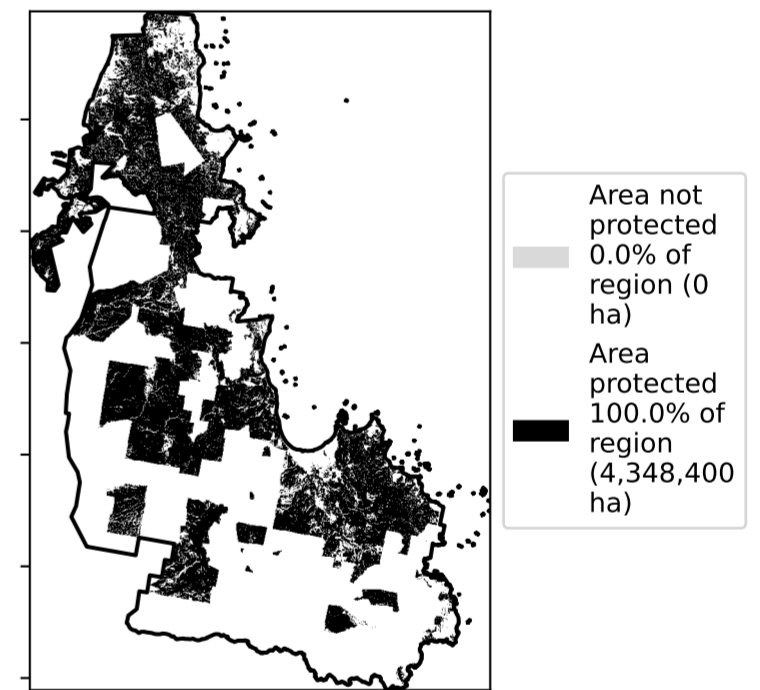 Area not
protected
0.0% of
region (0
ha)
Area
protected
100.0% of
region
(4,348,400
ha)